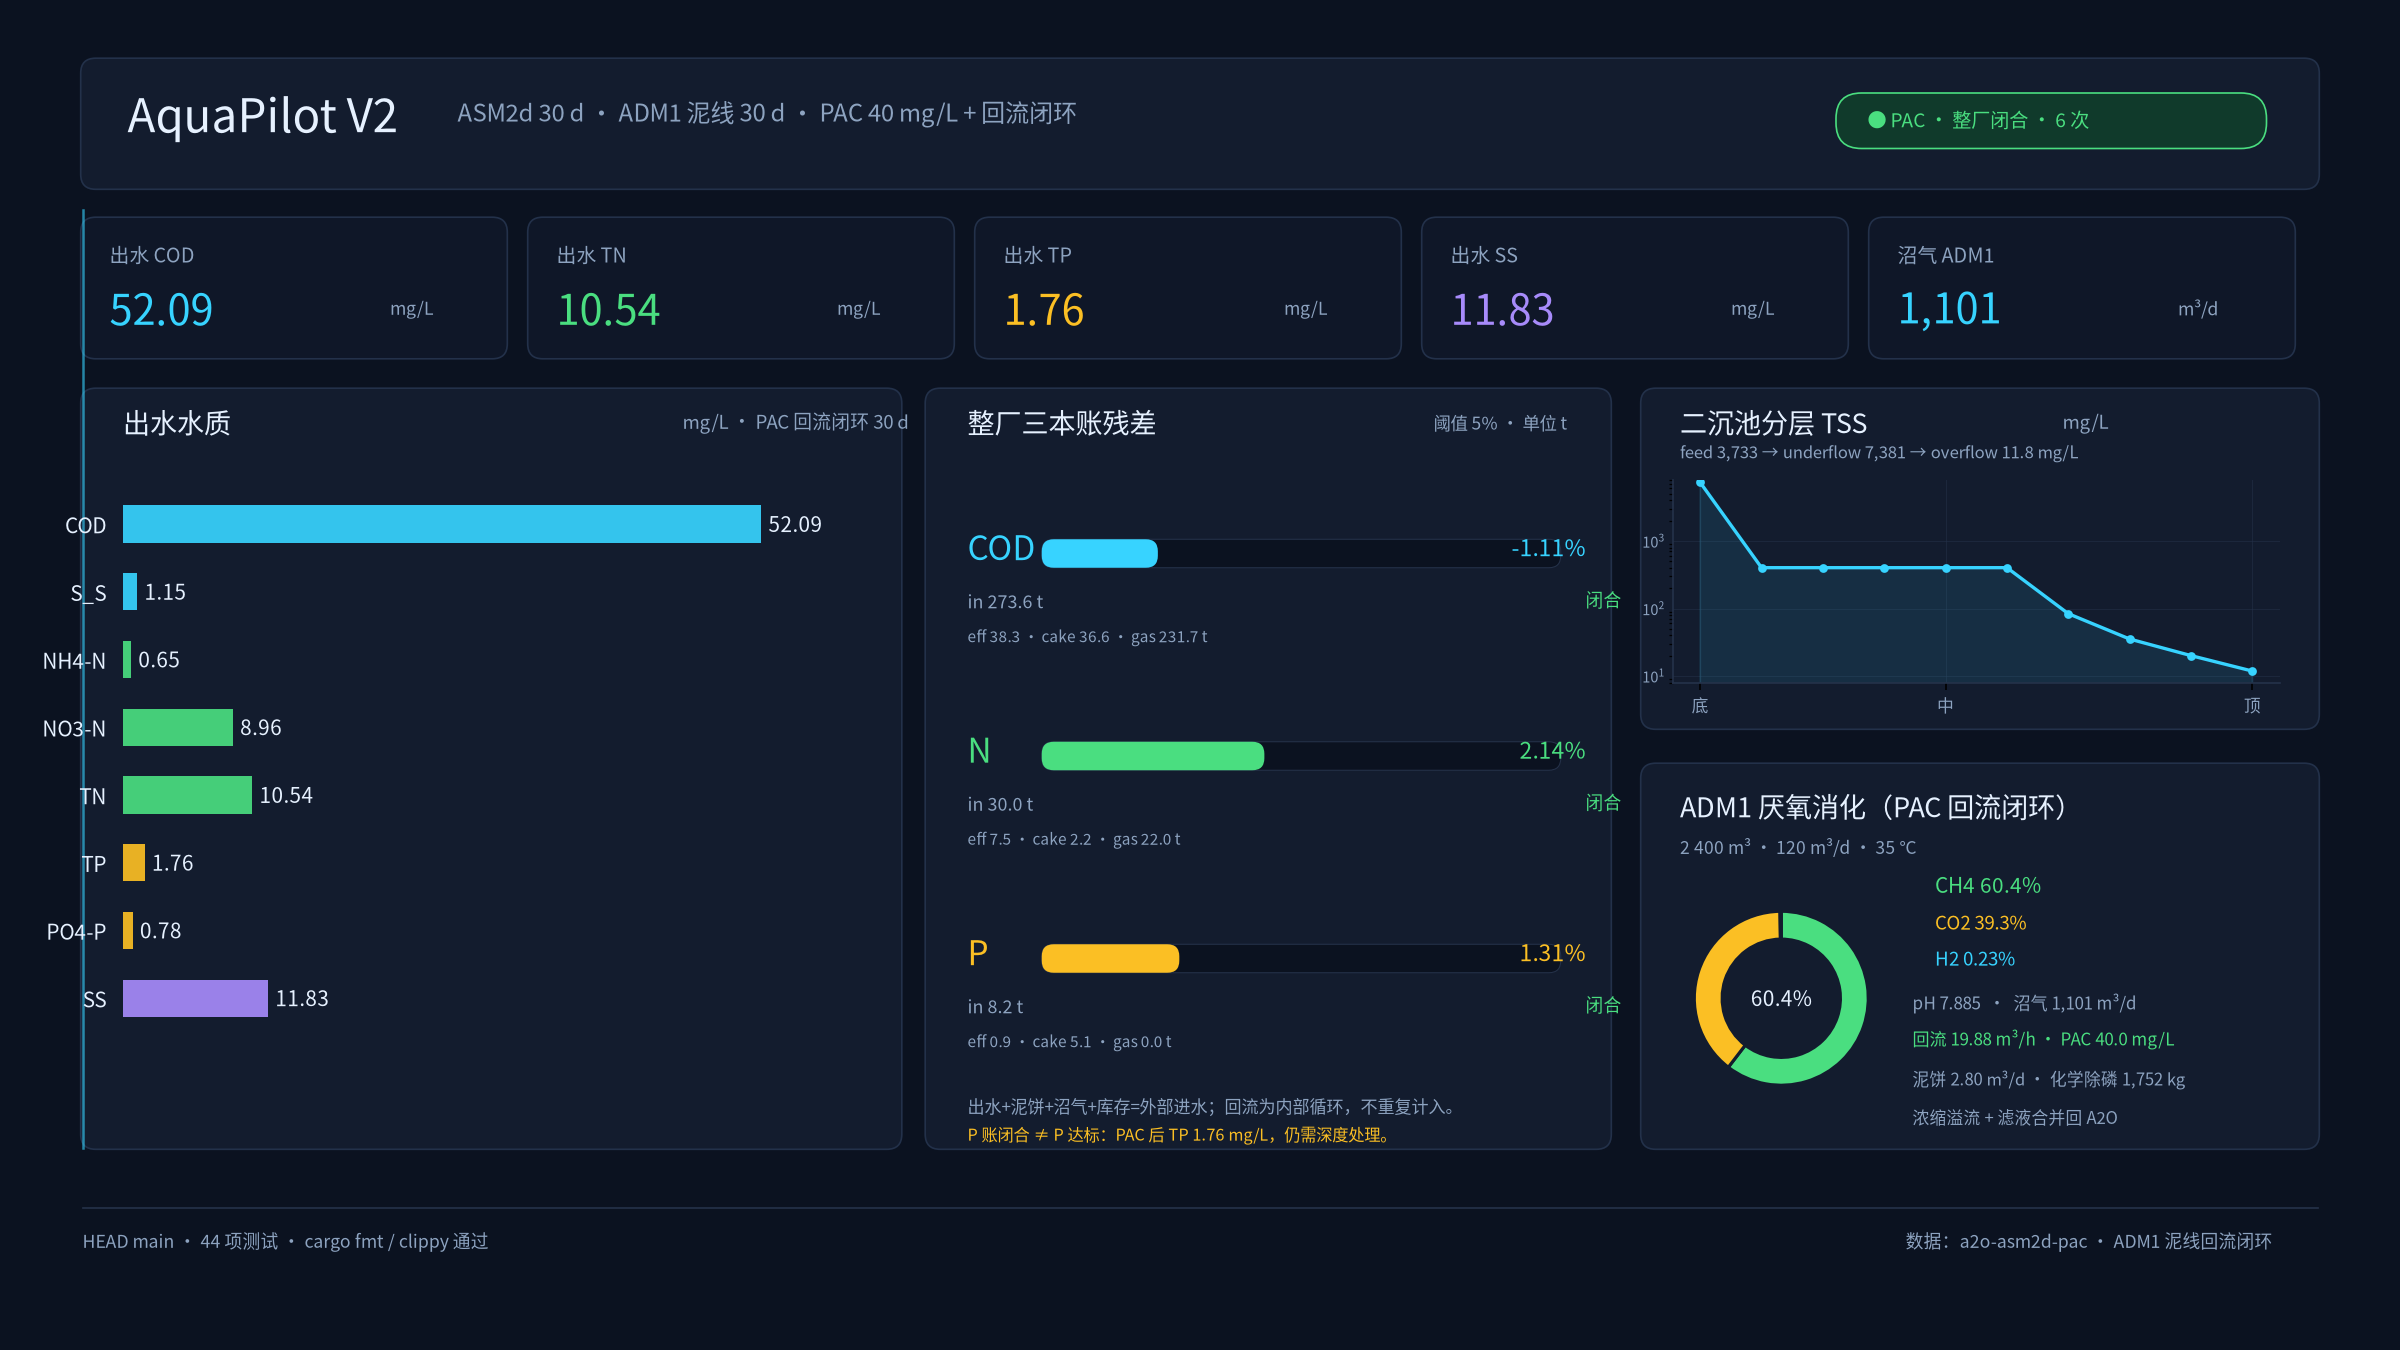 AquaPilot V2
ASM2d 30 d · ADM1 泥线 30 d · PAC 40 mg/L + 回流闭环
PAC · 整厂闭合 · 6 次
出水 COD
52.09 mg/L
出水 TN
10.54 mg/L
出水 TP
1.76 mg/L
出水 SS
11.83 mg/L
沼气 ADM1
1,101 m³/d
出水水质
mg/L · PAC 回流闭环 30 d
COD 52.09
S_S 1.15
NH4-N 0.65
NO3-N 8.96
TN 10.54
TP 1.76
PO4-P 0.78
SS 11.83
整厂三本账残差
阈值 5% · 单位 t
COD -1.11%
in 273.6 t 闭合
eff 38.3 · cake 36.6 · gas 231.7 t
N 2.14%
in 30.0 t 闭合
eff 7.5 · cake 2.2 · gas 22.0 t
P 1.31%
in 8.2 t 闭合
eff 0.9 · cake 5.1 · gas 0.0 t
出水+泥饼+沼气+库存=外部进水；回流为内部循环，不重复计入。
P 账闭合 ≠ P 达标：PAC 后 TP 1.76 mg/L，仍需深度处理。
二沉池分层 TSS mg/L
feed 3,733 → underflow 7,381 → overflow 11.8 mg/L
10³
10²
10¹
底 中 顶
ADM1 厌氧消化（PAC 回流闭环）
2 400 m³ · 120 m³/d · 35 °C
60.4%
CH4 60.4%
CO2 39.3%
H2 0.23%
pH 7.885 · 沼气 1,101 m³/d
回流 19.88 m³/h · PAC 40.0 mg/L
泥饼 2.80 m³/d · 化学除磷 1,752 kg
浓缩溢流 + 滤液合并回 A2O
HEAD main · 44 项测试 · cargo fmt / clippy 通过
数据：a2o-asm2d-pac · ADM1 泥线回流闭环